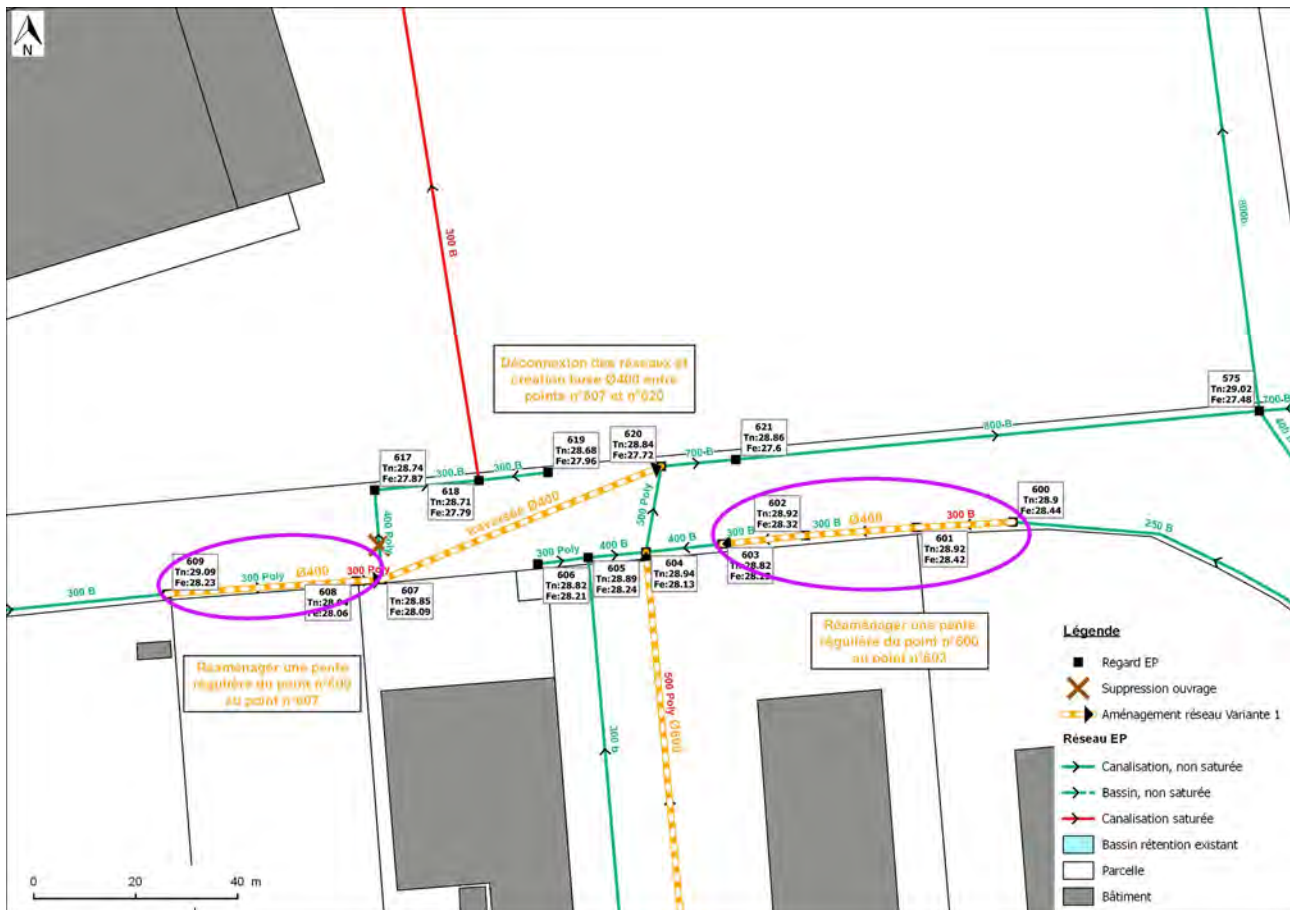 N
300 B
800b
Déconnexion des réseaux et
création buse Ø400 entre
points n°607 et n°620
575
Tn:29.02
Fe:27.48
700 B
400
619
Tn:28.68
Fe:27.96
620
Tn:28.84
Fe:27.72
621
Tn:28.86
Fe:27.6
700 B
800 B
617
Tn:28.74
Fe:27.87
300 B
300 B
618
Tn:28.71
Fe:27.79
traversée Ø400
400 Poly
500 Poly
602
Tn:28.92
Fe:28.32
600
Tn:28.9
Fe:28.44
300 B
300 B
Ø400
300 B
250 B
601
Tn:28.92
Fe:28.42
603
Tn:28.82
300 Poly
400 B
400 B
604
Tn:28.94
Fe:28.13
605
Tn:28.89
Fe:28.24
606
Tn:28.82
Fe:28.21
609
Tn:29.09
Fe:28.23
300 B
300 Poly
Ø400
300 Poly
608
Fe:28.06
607
Tn:28.85
Fe:28.09
Réaménager une pente
régulière du point n°600
au point n°603
Réaménager une pente
régulière du point
au point n°607
500 Poly Ø600
300 b
Légende
Regard EP
Suppression ouvrage
Aménagement réseau Variante 1
Réseau EP
Canalisation, non saturée
Bassin, non saturée
Canalisation saturée
Bassin rétention existant
Parcelle
Bâtiment
0 20 40 m